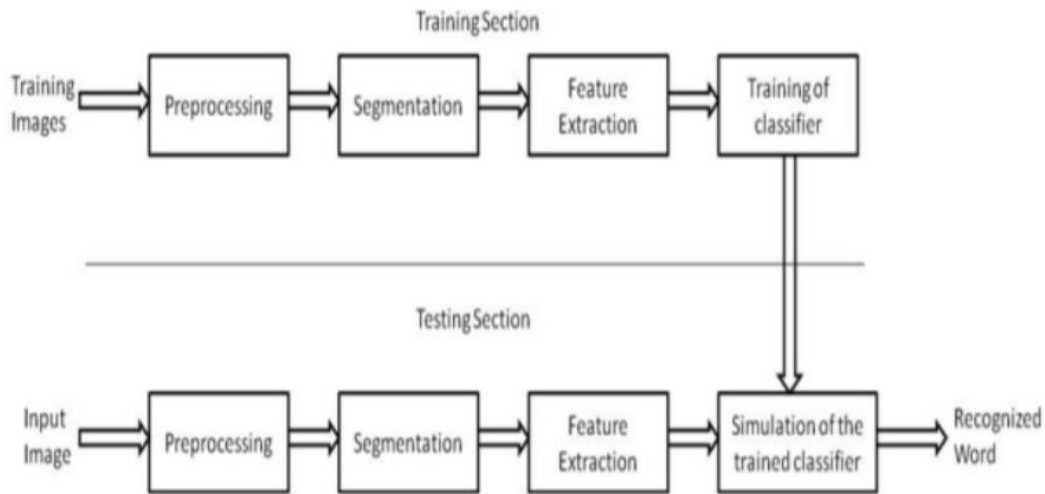 Training Section
Training
Images
Preprocessing
Segmentation
Feature
Extraction
Training of
classifier
Testing Section
Input
Image
Preprocessing
Segmentation
Feature
Extraction
Simulation of the
trained classifier
Recognized
Word